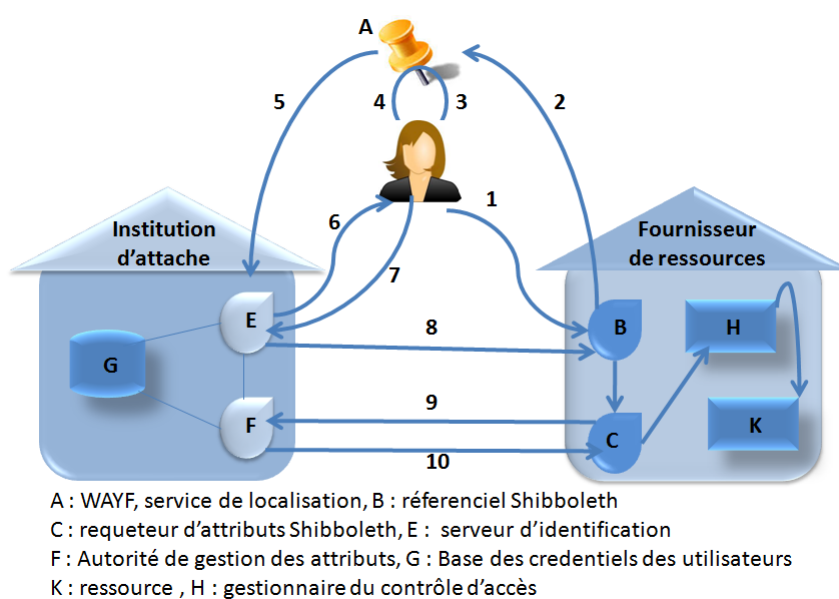 A
5
4
3
2
6
1
Institution
d'attache
Fournisseur
de ressources
7
E
8
B
H
G
9
F
C
K
10
A : WAYF, service de localisation, B : réferenciel Shibboleth
C : requeteur d'attributs Shibboleth, E : serveur d'identification
F : Autorité de gestion des attributs, G : Base des credentiels des utilisateurs
K : ressource , H : gestionnaire du contrôle d'accès